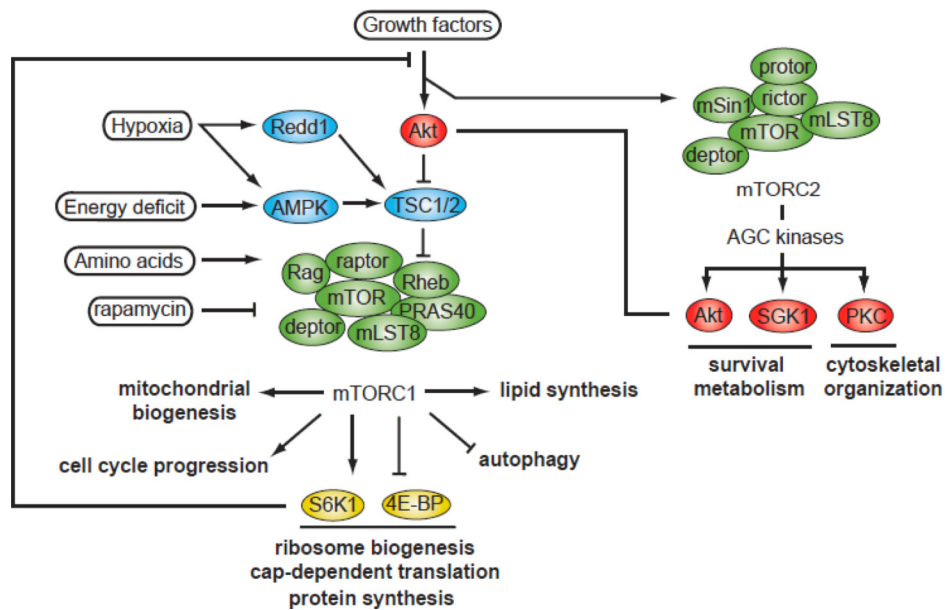 Growth factors
Hypoxia
Redd1
Akt
Energy deficit
AMPK
TSC1/2
Amino acids
rapamycin
Rag
raptor
Rheb
mTOR
PRAS40
deptor
mLST8
mTORC1
mitochondrial
biogenesis
lipid synthesis
cell cycle progression
autophagy
S6K1
4E-BP
ribosome biogenesis
cap-dependent translation
protein synthesis
protor
mSin1
rictor
mLST8
mTOR
deptor
mTORC2
AGC kinases
Akt
SGK1
PKC
survival
metabolism
cytoskeletal
organization